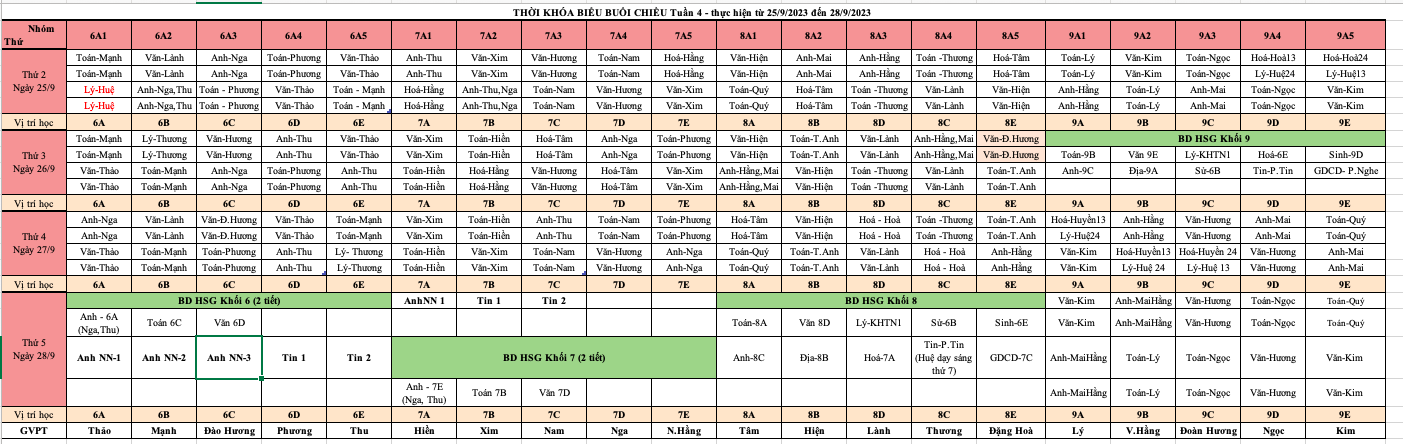 THỜI KHÓA BIỂU BUỔI CHIỀU Tuần 4 - thực hiện từ 25/9/2023 đến 28/9/2023
Nhóm Thứ 6A1 6A2 6A3 6A4 6A5 7A1 7A2 7A3 7A4 7A5 8A1 8A2 8A3 8A4 8A5 9A1 9A2 9A3 9A4 9A5
Thứ 2 Ngày 25/9
Toán-Mạnh Văn-Lành Anh-Nga Toán-Phương Văn-Thảo Anh-Thu Văn-Xim Văn-Hương Toán-Nam Hoá-Hằng Văn-Hiện Anh-Mai Anh-Hằng Toán -Thương Hoá-Tâm Toán-Lý Văn-Kim Toán-Ngọc Hoá-Hoà13 Hoá-Hoà24
Toán-Mạnh Văn-Lành Anh-Nga Toán-Phương Văn-Thảo Anh-Thu Văn-Xim Văn-Hương Toán-Nam Hoá-Hằng Văn-Hiện Anh-Mai Anh-Hằng Toán -Thương Hoá-Tâm Toán-Lý Văn-Kim Toán-Ngọc Lý-Huệ24 Lý-Huệ13
Lý-Huệ Anh-Nga,Thu Toán - Phương Văn-Thảo Toán - Mạnh Hoá-Hằng Anh-Thu,Nga Toán-Nam Văn-Hương Văn-Xim Toán-Quý Hoá-Tâm Toán -Thương Văn-Lành Văn-Hiện Anh-Hằng Toán-Lý Anh-Mai Toán-Ngọc Văn-Kim
Lý-Huệ Anh-Nga,Thu Toán - Phương Văn-Thảo Toán - Mạnh Hoá-Hằng Anh-Thu,Nga Toán-Nam Văn-Hương Văn-Xim Toán-Quý Hoá-Tâm Toán -Thương Văn-Lành Văn-Hiện Anh-Hằng Toán-Lý Anh-Mai Toán-Ngọc Văn-Kim
Vị trí học 6A 6B 6C 6D 6E 7A 7B 7C 7D 7E 8A 8B 8D 8C 8E 9A 9B 9C 9D 9E
Thứ 3 Ngày 26/9
Toán-Mạnh Lý-Thương Văn-Hương Anh-Thu Văn-Thảo Văn-Xim Toán-Hiền Hoá-Tâm Anh-Nga Toán-Phương Văn-Hiện Toán-T.Anh Văn-Lành Anh-Hằng,Mai Văn-Đ.Hương BD HSG Khối 9
Toán-Mạnh Lý-Thương Văn-Hương Anh-Thu Văn-Thảo Văn-Xim Toán-Hiền Hoá-Tâm Anh-Nga Toán-Phương Văn-Hiện Toán-T.Anh Văn-Lành Anh-Hằng,Mai Văn-Đ.Hương Toán-9B Văn 9E Lý-KHTN1 Hoá-6E Sinh-9D
Văn-Thảo Toán-Mạnh Anh-Nga Toán-Phương Anh-Thu Toán-Hiền Hoá-Hằng Văn-Hương Hoá-Tâm Văn-Xim Anh-Hằng,Mai Văn-Hiện Toán -Thương Văn-Lành Toán-T.Anh Anh-9C Địa-9A Sử-6B Tin-P.Tin GDCD- P.Nghe
Văn-Thảo Toán-Mạnh Anh-Nga Toán-Phương Anh-Thu Toán-Hiền Hoá-Hằng Văn-Hương Hoá-Tâm Văn-Xim Anh-Hằng,Mai Văn-Hiện Toán -Thương Văn-Lành Toán-T.Anh
Vị trí học 6A 6B 6C 6D 6E 7A 7B 7C 7D 7E 8A 8B 8D 8C 8E 9A 9B 9C 9D 9E
Thứ 4 Ngày 27/9
Anh-Nga Văn-Lành Văn-Đ.Hương Văn-Thảo Toán-Mạnh Văn-Xim Toán-Hiền Anh-Thu Toán-Nam Toán-Phương Hoá-Tâm Văn-Hiện Hoá - Hoà Toán -Thương Toán-T.Anh Hoá-Huyền13 Anh-Hằng Văn-Hương Anh-Mai Toán-Quý
Anh-Nga Văn-Lành Văn-Đ.Hương Văn-Thảo Toán-Mạnh Văn-Xim Toán-Hiền Anh-Thu Toán-Nam Toán-Phương Hoá-Tâm Văn-Hiện Hoá - Hoà Toán -Thương Toán-T.Anh Lý-Huệ24 Anh-Hằng Văn-Hương Anh-Mai Toán-Quý
Văn-Thảo Toán-Mạnh Toán-Phương Anh-Thu Lý- Thương Toán-Hiền Văn-Xim Toán-Nam Văn-Hương Anh-Nga Toán-Quý Toán-T.Anh Văn-Lành Hoá - Hoà Anh-Hằng Văn-Kim Hoá-Huyền13 Hoá-Huyền 24 Văn-Hương Anh-Mai
Văn-Thảo Toán-Mạnh Toán-Phương Anh-Thu Lý-Thương Toán-Hiền Văn-Xim Toán-Nam Văn-Hương Anh-Nga Toán-Quý Toán-T.Anh Văn-Lành Hoá - Hoà Anh-Hằng Văn-Kim Lý-Huệ 24 Lý-Huệ 13 Văn-Hương Anh-Mai
Vị trí học 6A 6B 6C 6D 6E 7A 7B 7C 7D 7E 8A 8B 8D 8C 8E 9A 9B 9C 9D 9E
Thứ 5 Ngày 28/9
BD HSG Khối 6 (2 tiết) AnhNN 1 Tin 1 Tin 2 BD HSG Khối 8 Văn-Kim Anh-MaiHằng Văn-Hương Toán-Ngọc Toán-Quý
Anh - 6A (Nga,Thu) Toán 6C Văn 6D Toán-8A Văn 8D Lý-KHTN1 Sử-6B Sinh-6E Văn-Kim Anh-MaiHằng Văn-Hương Toán-Ngọc Toán-Quý
Anh NN-1 Anh NN-2 Anh NN-3 Tin 1 Tin 2 BD HSG Khối 7 (2 tiết) Anh-8C Địa-8B Hoá-7A Tin-P.Tin (Huệ dạy sáng thứ 7) GDCD-7C Anh-MaiHằng Toán-Lý Toán-Ngọc Văn-Hương Văn-Kim
Anh - 7E (Nga, Thu) Toán 7B Văn 7D Anh-MaiHằng Toán-Lý Toán-Ngọc Văn-Hương Văn-Kim
Vị trí học 6A 6B 6C 6D 6E 7A 7B 7C 7D 7E 8A 8B 8D 8C 8E 9A 9B 9C 9D 9E
GVPT Thảo Mạnh Đào Hương Phương Thu Hiền Xim Nam Nga N.Hằng Tâm Hiện Lành Thương Đặng Hoà Lý V.Hằng Đoàn Hương Ngọc Kim